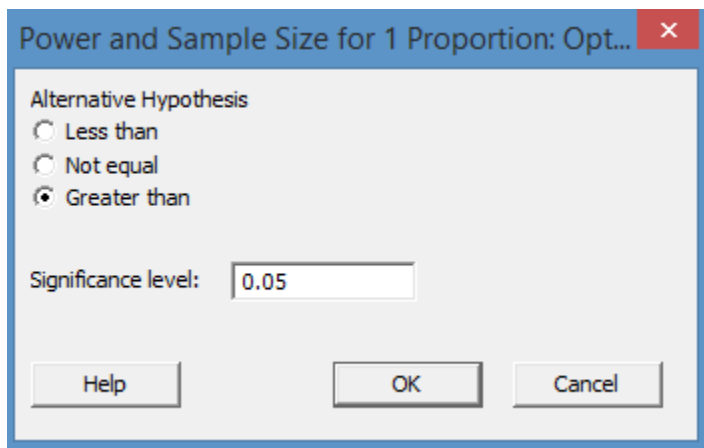 Power and Sample Size for 1 Proportion: Opt...
Alternative Hypothesis
Less than
Not equal
Greater than
Significance level: 0.05
Help OK Cancel